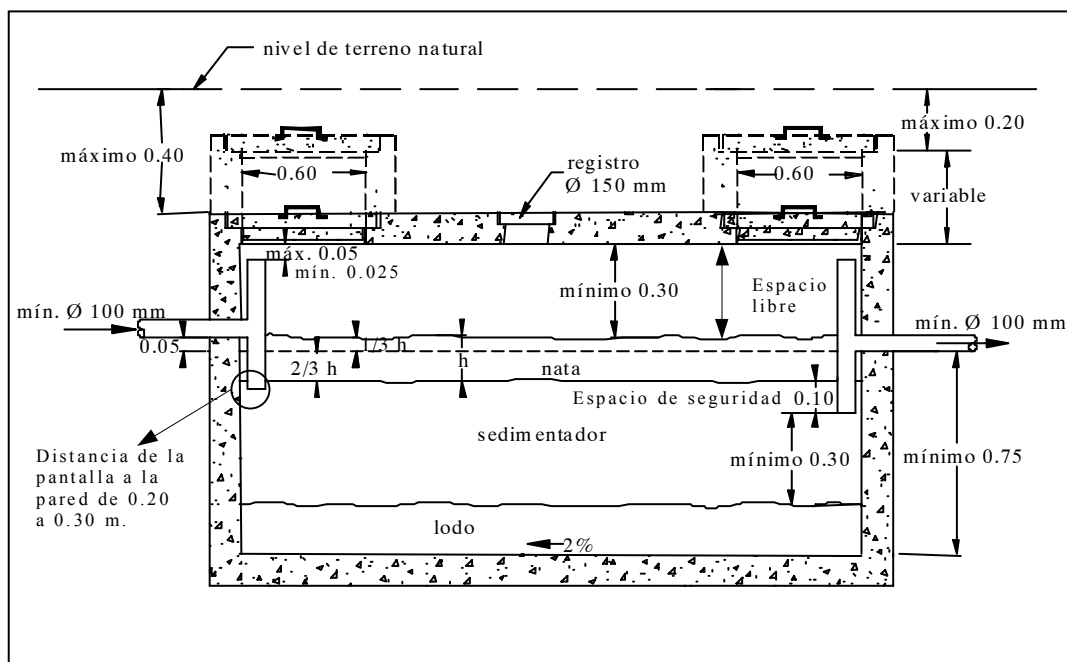 nivel de terreno natural
máximo 0.40
máximo 0.20
0.60
registro
Ø 150 mm
0.60
variable
máx. 0.05
mín. 0.025
mínimo 0.30
Espacio
libre
mín. Ø 100 mm
mín. Ø 100 mm
0.05
1/3 h
2/3 h
h
nata
Espacio de seguridad 0.10
sedimentador
mínimo 0.30
mínimo 0.75
Distancia de la
pantalla a la
pared de 0.20
a 0.30 m.
lodo
2%